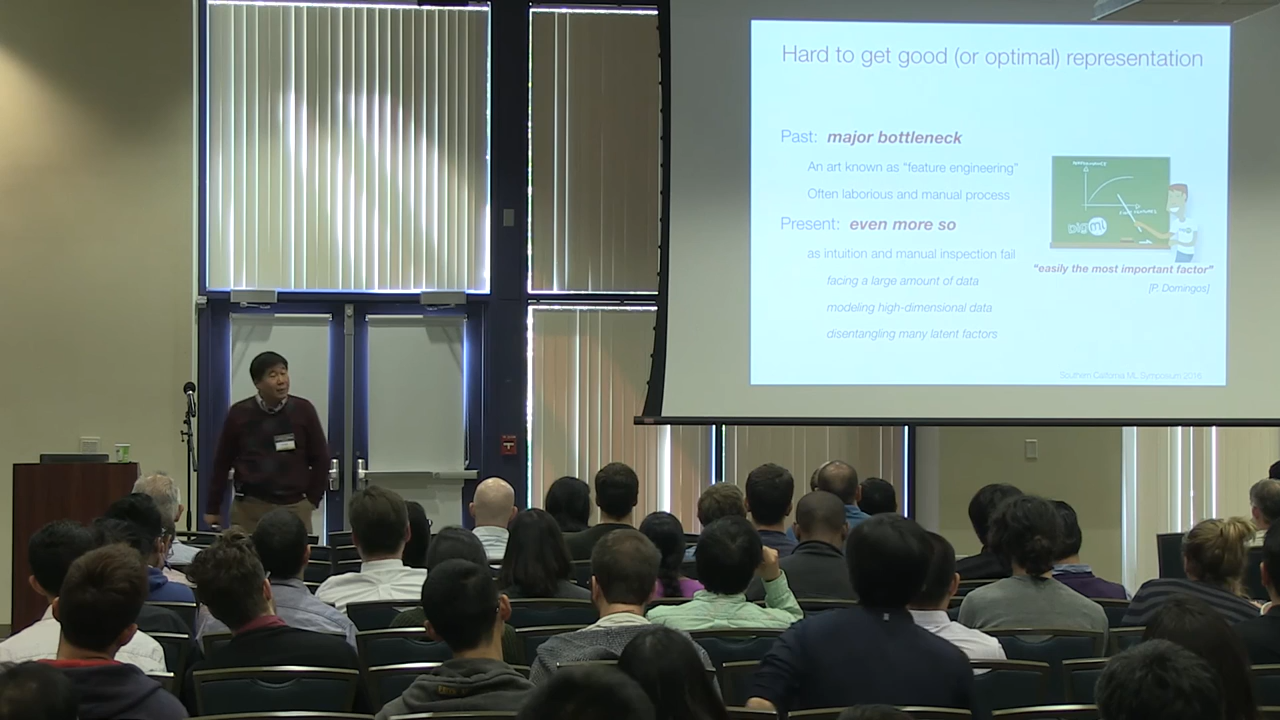 Hard to get good (or optimal) representation
Past: major bottleneck
An art known as "feature engineering"
Often laborious and manual process
Present: even more so
as intuition and manual inspection fail
facing a large amount of data
modeling high-dimensional data
disentangling many latent factors
PERFORMANCE
bigml
"easily the most important factor"
[P. Domingos]
Southern California ML Symposium 2016